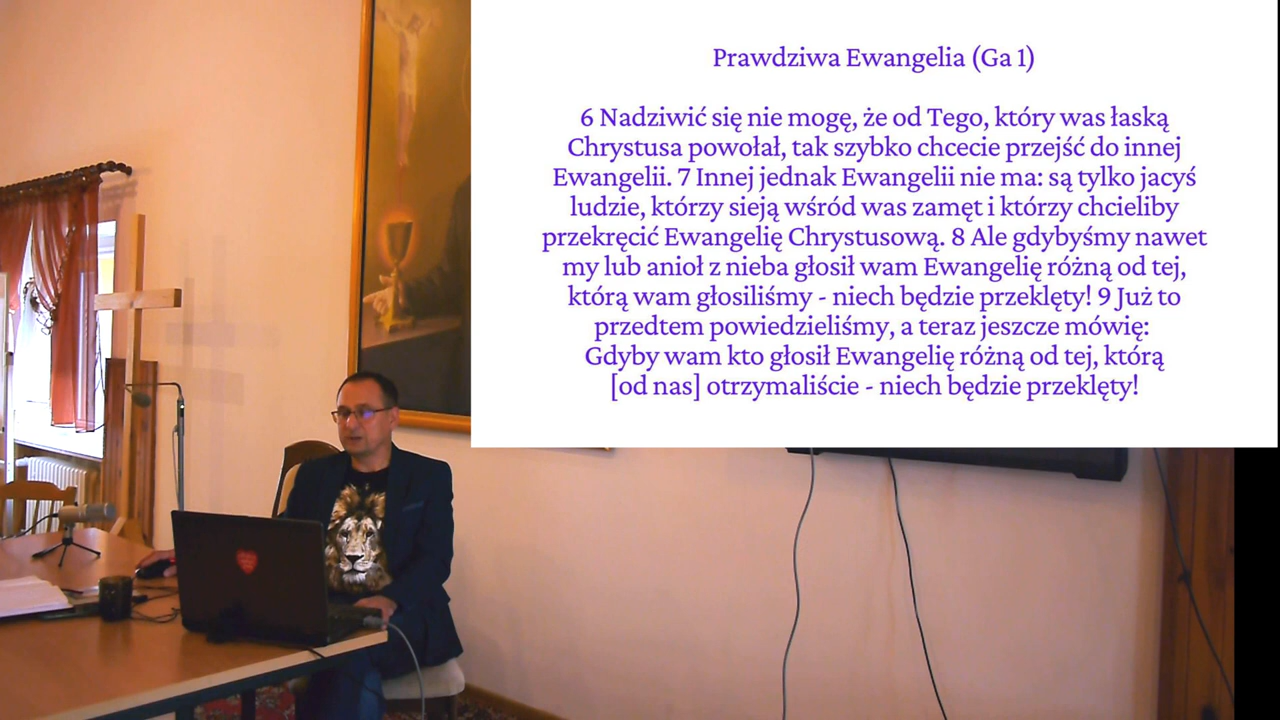 Prawdziwa Ewangelia (Ga 1)
6 Nadziwić się nie mogę, że od Tego, który was łaską
Chrystusa powołał, tak szybko chcecie przejść do innej
Ewangelii. 7 Innej jednak Ewangelii nie ma: są tylko jacyś
ludzie, którzy sieją wśród was zamęt i którzy chcieliby
przekręcić Ewangelię Chrystusową. 8 Ale gdybyśmy nawet
my lub anioł z nieba głosił wam Ewangelię różną od tej,
którą wam głosiliśmy - niech będzie przeklęty! 9 Już to
przedtem powiedzieliśmy, a teraz jeszcze mówię:
Gdyby wam kto głosił Ewangelię różną od tej, którą
[od nas] otrzymaliście - niech będzie przeklęty!